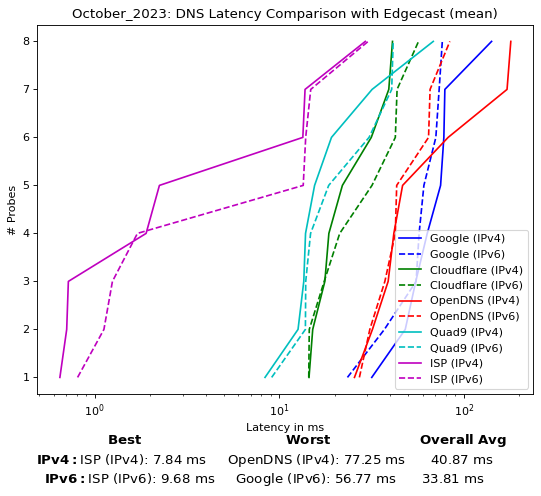 October_2023: DNS Latency Comparison with Edgecast (mean)
# Probes
8
7
6
5
4
3
2
1
Google (IPv4)
Google (IPv6)
Cloudflare (IPv4)
Cloudflare (IPv6)
OpenDNS (IPv4)
OpenDNS (IPv6)
Quad9 (IPv4)
Quad9 (IPv6)
ISP (IPv4)
ISP (IPv6)
10⁰ 10¹ 10²
Latency in ms
Best Worst Overall Avg
IPv4: ISP (IPv4): 7.84 ms OpenDNS (IPv4): 77.25 ms 40.87 ms
IPv6: ISP (IPv6): 9.68 ms Google (IPv6): 56.77 ms 33.81 ms